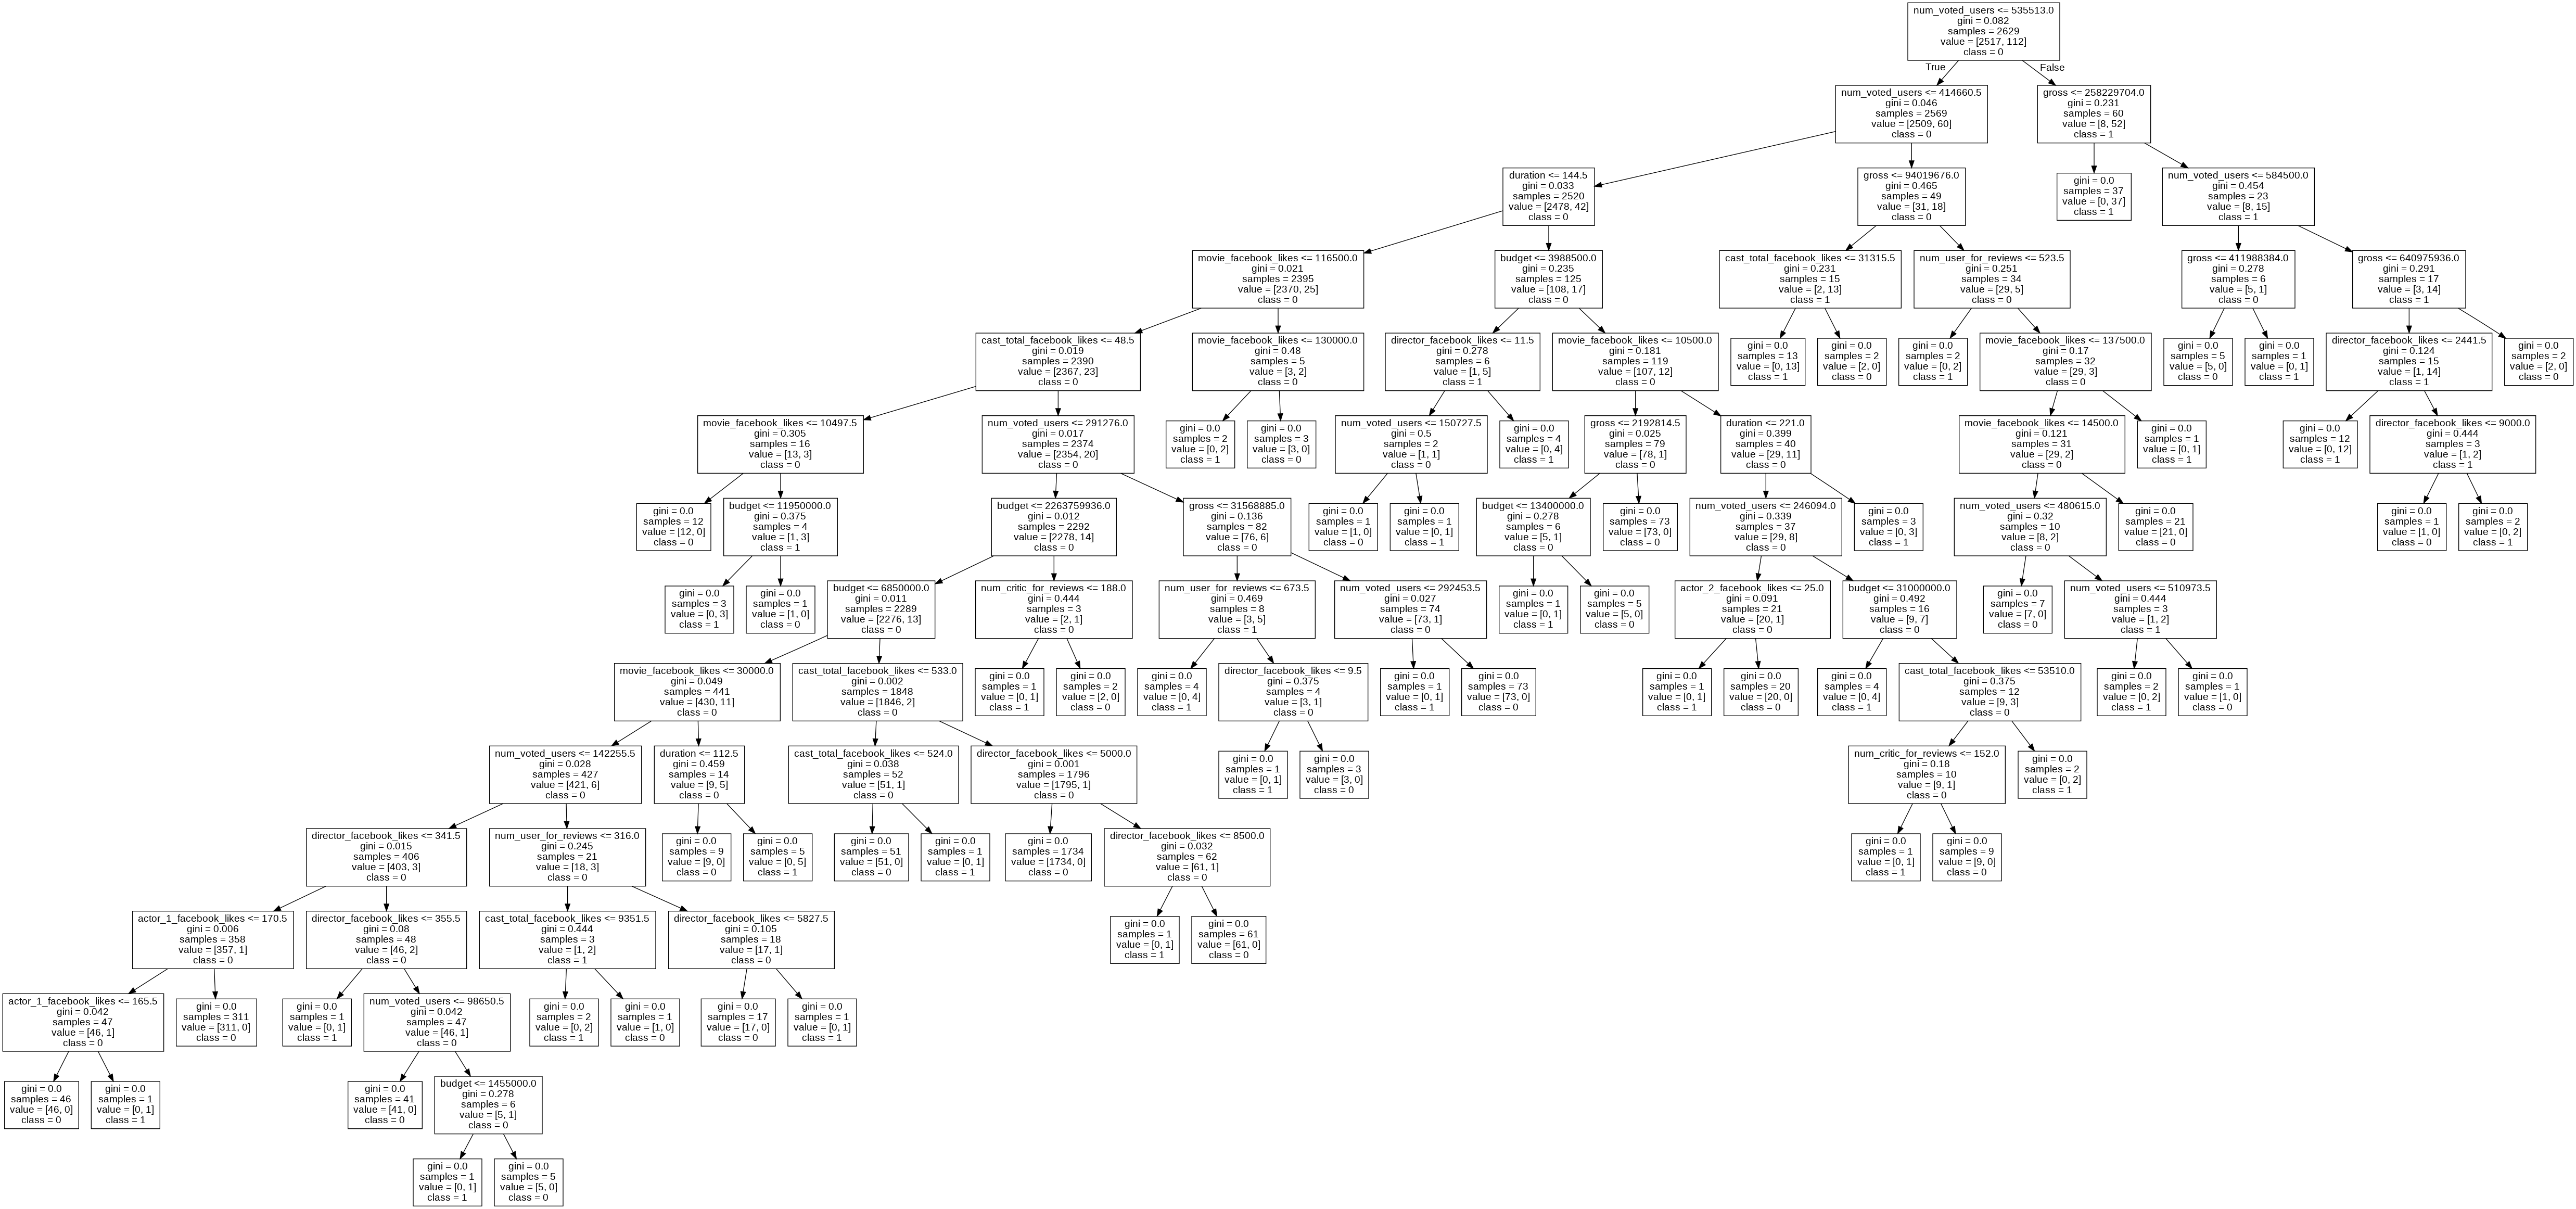 num_voted_users <= 535513.0
gini = 0.082
samples = 2629
value = [2517, 112]
class = 0
True
False
num_voted_users <= 414660.5
gini = 0.046
samples = 2569
value = [2509, 60]
class = 0
gross <= 258229704.0
gini = 0.231
samples = 60
value = [8, 52]
class = 1
duration <= 144.5
gini = 0.033
samples = 2520
value = [2478, 42]
class = 0
gross <= 94019676.0
gini = 0.465
samples = 49
value = [31, 18]
class = 0
gini = 0.0
samples = 37
value = [0, 37]
class = 1
num_voted_users <= 584500.0
gini = 0.454
samples = 23
value = [8, 15]
class = 1
movie_facebook_likes <= 116500.0
gini = 0.021
samples = 2395
value = [2370, 25]
class = 0
budget <= 3988500.0
gini = 0.235
samples = 125
value = [108, 17]
class = 0
cast_total_facebook_likes <= 31315.5
gini = 0.231
samples = 15
value = [2, 13]
class = 1
num_user_for_reviews <= 523.5
gini = 0.251
samples = 34
value = [29, 5]
class = 0
gross <= 411988384.0
gini = 0.278
samples = 6
value = [5, 1]
class = 0
gross <= 640975936.0
gini = 0.291
samples = 17
value = [3, 14]
class = 1
cast_total_facebook_likes <= 48.5
gini = 0.019
samples = 2390
value = [2367, 23]
class = 0
movie_facebook_likes <= 130000.0
gini = 0.48
samples = 5
value = [3, 2]
class = 0
director_facebook_likes <= 11.5
gini = 0.278
samples = 6
value = [1, 5]
class = 1
movie_facebook_likes <= 10500.0
gini = 0.181
samples = 119
value = [107, 12]
class = 0
gini = 0.0
samples = 13
value = [0, 13]
class = 1
gini = 0.0
samples = 2
value = [2, 0]
class = 0
gini = 0.0
samples = 2
value = [0, 2]
class = 1
movie_facebook_likes <= 137500.0
gini = 0.17
samples = 32
value = [29, 3]
class = 0
gini = 0.0
samples = 5
value = [5, 0]
class = 0
gini = 0.0
samples = 1
value = [0, 1]
class = 1
director_facebook_likes <= 2441.5
gini = 0.124
samples = 15
value = [1, 14]
class = 1
gini = 0.0
samples = 2
value = [2, 0]
class = 0
movie_facebook_likes <= 10497.5
gini = 0.305
samples = 16
value = [13, 3]
class = 0
num_voted_users <= 291276.0
gini = 0.017
samples = 2374
value = [2354, 20]
class = 0
gini = 0.0
samples = 2
value = [0, 2]
class = 1
gini = 0.0
samples = 3
value = [3, 0]
class = 0
num_voted_users <= 150727.5
gini = 0.5
samples = 2
value = [1, 1]
class = 0
gini = 0.0
samples = 4
value = [0, 4]
class = 1
gross <= 2192814.5
gini = 0.025
samples = 79
value = [78, 1]
class = 0
duration <= 221.0
gini = 0.399
samples = 40
value = [29, 11]
class = 0
movie_facebook_likes <= 14500.0
gini = 0.121
samples = 31
value = [29, 2]
class = 0
gini = 0.0
samples = 1
value = [0, 1]
class = 1
gini = 0.0
samples = 12
value = [0, 12]
class = 1
director_facebook_likes <= 9000.0
gini = 0.444
samples = 3
value = [1, 2]
class = 1
gini = 0.0
samples = 12
value = [12, 0]
class = 0
budget <= 11950000.0
gini = 0.375
samples = 4
value = [1, 3]
class = 1
budget <= 2263759936.0
gini = 0.012
samples = 2292
value = [2278, 14]
class = 0
gross <= 31568885.0
gini = 0.136
samples = 82
value = [76, 6]
class = 0
gini = 0.0
samples = 1
value = [1, 0]
class = 0
gini = 0.0
samples = 1
value = [0, 1]
class = 1
budget <= 13400000.0
gini = 0.278
samples = 6
value = [5, 1]
class = 0
gini = 0.0
samples = 73
value = [73, 0]
class = 0
num_voted_users <= 246094.0
gini = 0.339
samples = 37
value = [29, 8]
class = 0
gini = 0.0
samples = 3
value = [0, 3]
class = 1
num_voted_users <= 480615.0
gini = 0.32
samples = 10
value = [8, 2]
class = 0
gini = 0.0
samples = 21
value = [21, 0]
class = 0
gini = 0.0
samples = 1
value = [1, 0]
class = 0
gini = 0.0
samples = 2
value = [0, 2]
class = 1
gini = 0.0
samples = 3
value = [0, 3]
class = 1
gini = 0.0
samples = 1
value = [1, 0]
class = 0
budget <= 6850000.0
gini = 0.011
samples = 2289
value = [2276, 13]
class = 0
num_critic_for_reviews <= 188.0
gini = 0.444
samples = 3
value = [2, 1]
class = 0
num_user_for_reviews <= 673.5
gini = 0.469
samples = 8
value = [3, 5]
class = 1
num_voted_users <= 292453.5
gini = 0.027
samples = 74
value = [73, 1]
class = 0
gini = 0.0
samples = 1
value = [0, 1]
class = 1
gini = 0.0
samples = 5
value = [5, 0]
class = 0
actor_2_facebook_likes <= 25.0
gini = 0.091
samples = 21
value = [20, 1]
class = 0
budget <= 31000000.0
gini = 0.492
samples = 16
value = [9, 7]
class = 0
gini = 0.0
samples = 7
value = [7, 0]
class = 0
num_voted_users <= 510973.5
gini = 0.444
samples = 3
value = [1, 2]
class = 1
movie_facebook_likes <= 30000.0
gini = 0.049
samples = 441
value = [430, 11]
class = 0
cast_total_facebook_likes <= 533.0
gini = 0.002
samples = 1848
value = [1846, 2]
class = 0
gini = 0.0
samples = 1
value = [0, 1]
class = 1
gini = 0.0
samples = 2
value = [2, 0]
class = 0
gini = 0.0
samples = 4
value = [0, 4]
class = 1
director_facebook_likes <= 9.5
gini = 0.375
samples = 4
value = [3, 1]
class = 0
gini = 0.0
samples = 1
value = [0, 1]
class = 1
gini = 0.0
samples = 73
value = [73, 0]
class = 0
gini = 0.0
samples = 1
value = [0, 1]
class = 1
gini = 0.0
samples = 20
value = [20, 0]
class = 0
gini = 0.0
samples = 4
value = [0, 4]
class = 1
cast_total_facebook_likes <= 53510.0
gini = 0.375
samples = 12
value = [9, 3]
class = 0
gini = 0.0
samples = 2
value = [0, 2]
class = 1
gini = 0.0
samples = 1
value = [1, 0]
class = 0
num_voted_users <= 142255.5
gini = 0.028
samples = 427
value = [421, 6]
class = 0
duration <= 112.5
gini = 0.459
samples = 14
value = [9, 5]
class = 0
cast_total_facebook_likes <= 524.0
gini = 0.038
samples = 52
value = [51, 1]
class = 0
director_facebook_likes <= 5000.0
gini = 0.001
samples = 1796
value = [1795, 1]
class = 0
gini = 0.0
samples = 1
value = [0, 1]
class = 1
gini = 0.0
samples = 3
value = [3, 0]
class = 0
num_critic_for_reviews <= 152.0
gini = 0.18
samples = 10
value = [9, 1]
class = 0
gini = 0.0
samples = 2
value = [0, 2]
class = 1
director_facebook_likes <= 341.5
gini = 0.015
samples = 406
value = [403, 3]
class = 0
num_user_for_reviews <= 316.0
gini = 0.245
samples = 21
value = [18, 3]
class = 0
gini = 0.0
samples = 9
value = [9, 0]
class = 0
gini = 0.0
samples = 5
value = [0, 5]
class = 1
gini = 0.0
samples = 51
value = [51, 0]
class = 0
gini = 0.0
samples = 1
value = [0, 1]
class = 1
gini = 0.0
samples = 1734
value = [1734, 0]
class = 0
director_facebook_likes <= 8500.0
gini = 0.032
samples = 62
value = [61, 1]
class = 0
gini = 0.0
samples = 1
value = [0, 1]
class = 1
gini = 0.0
samples = 9
value = [9, 0]
class = 0
actor_1_facebook_likes <= 170.5
gini = 0.006
samples = 358
value = [357, 1]
class = 0
director_facebook_likes <= 355.5
gini = 0.08
samples = 48
value = [46, 2]
class = 0
cast_total_facebook_likes <= 9351.5
gini = 0.444
samples = 3
value = [1, 2]
class = 1
director_facebook_likes <= 5827.5
gini = 0.105
samples = 18
value = [17, 1]
class = 0
gini = 0.0
samples = 1
value = [0, 1]
class = 1
gini = 0.0
samples = 61
value = [61, 0]
class = 0
actor_1_facebook_likes <= 165.5
gini = 0.042
samples = 47
value = [46, 1]
class = 0
gini = 0.0
samples = 311
value = [311, 0]
class = 0
gini = 0.0
samples = 1
value = [0, 1]
class = 1
num_voted_users <= 98650.5
gini = 0.042
samples = 47
value = [46, 1]
class = 0
gini = 0.0
samples = 2
value = [0, 2]
class = 1
gini = 0.0
samples = 1
value = [1, 0]
class = 0
gini = 0.0
samples = 17
value = [17, 0]
class = 0
gini = 0.0
samples = 1
value = [0, 1]
class = 1
gini = 0.0
samples = 46
value = [46, 0]
class = 0
gini = 0.0
samples = 1
value = [0, 1]
class = 1
gini = 0.0
samples = 41
value = [41, 0]
class = 0
budget <= 1455000.0
gini = 0.278
samples = 6
value = [5, 1]
class = 0
gini = 0.0
samples = 1
value = [0, 1]
class = 1
gini = 0.0
samples = 5
value = [5, 0]
class = 0